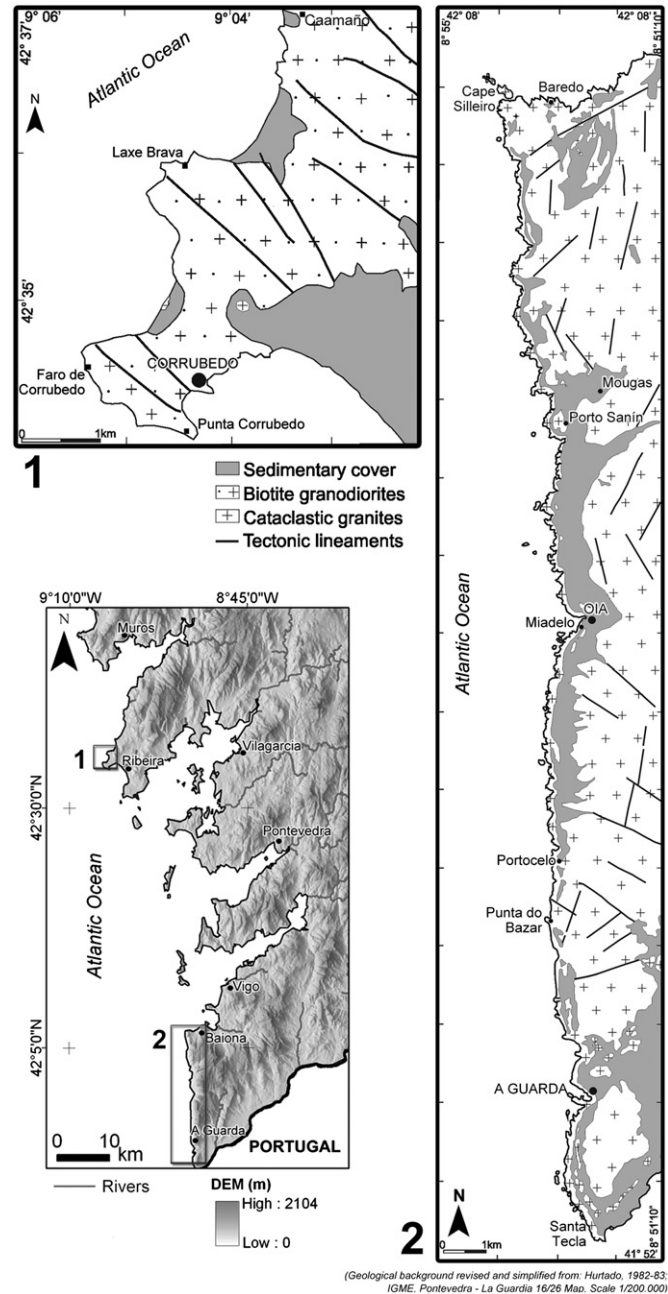 9° 06'
9° 04'
42° 37'
Caamaño
Atlantic Ocean
N
Laxe Brava
42° 35'
CORRUBEDO
Faro de
Corrubedo
Punta Corrubedo
0
1km
1
Sedimentary cover
Biotite granodiorites
Cataclastic granites
Tectonic lineaments
9°10'0"W
8°45'0"W
N
Muros
1
Ribeira
Vilagarcia
42°30'0"N
Pontevedra
Atlantic Ocean
Vigo
2
Baiona
42°5'0"N
A Guarda
PORTUGAL
0
10
km
Rivers
DEM (m)
High : 2104
Low : 0
8° 55'
42° 08'
42° 08'
8° 51'10"
Cape
Silleiro
Baredo
Mougas
Porto Sanín
Atlantic Ocean
OIA
Miadelo
Portocelo
Punta do
Bazar
A GUARDA
N
0
1km
Santa
Tecla
2
8° 51'10"
41° 52'
(Geological background revised and simplified from: Hurtado, 1982-83;
IGME, Pontevedra - La Guardia 16/26 Map. Scale 1/200.000)